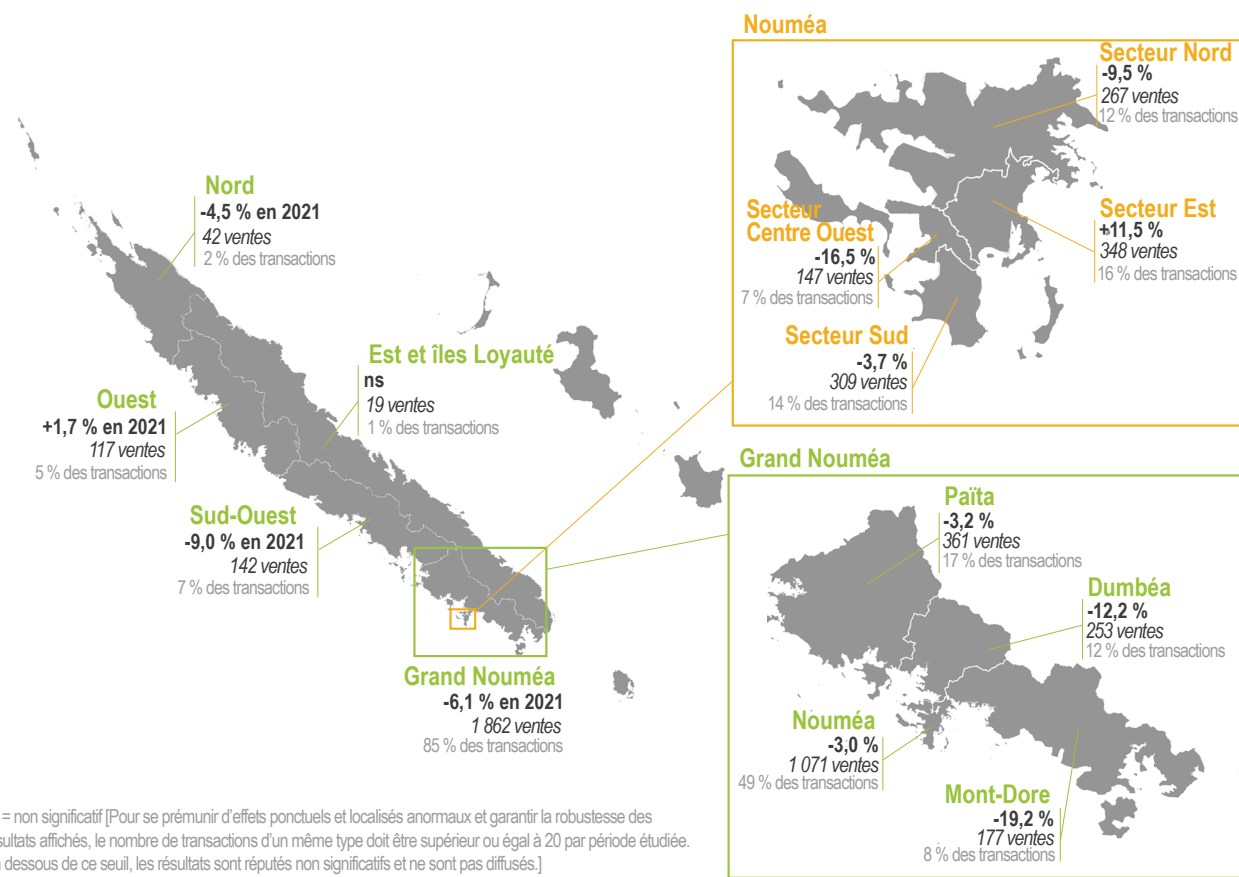 Nord
-4,5 % en 2021
42 ventes
2 % des transactions
Ouest
+1,7 % en 2021
117 ventes
5 % des transactions
Est et îles Loyauté
ns
19 ventes
1 % des transactions
Sud-Ouest
-9,0 % en 2021
142 ventes
7 % des transactions
Grand Nouméa
-6,1 % en 2021
1 862 ventes
85 % des transactions
Nouméa
Secteur Nord
-9,5 %
267 ventes
12 % des transactions
Secteur
Centre Ouest
-16,5 %
147 ventes
7 % des transactions
Secteur Est
+11,5 %
348 ventes
16 % des transactions
Secteur Sud
-3,7 %
309 ventes
14 % des transactions
Grand Nouméa
Païta
-3,2 %
361 ventes
17 % des transactions
Dumbéa
-12,2 %
253 ventes
12 % des transactions
Nouméa
-3,0 %
1 071 ventes
49 % des transactions
Mont-Dore
-19,2 %
177 ventes
8 % des transactions
= non significatif [Pour se prémunir d'effets ponctuels et localisés anormaux et garantir la robustesse des
sultats affichés, le nombre de transactions d'un même type doit être supérieur ou égal à 20 par période étudiée.
dessous de ce seuil, les résultats sont réputés non significatifs et ne sont pas diffusés.]